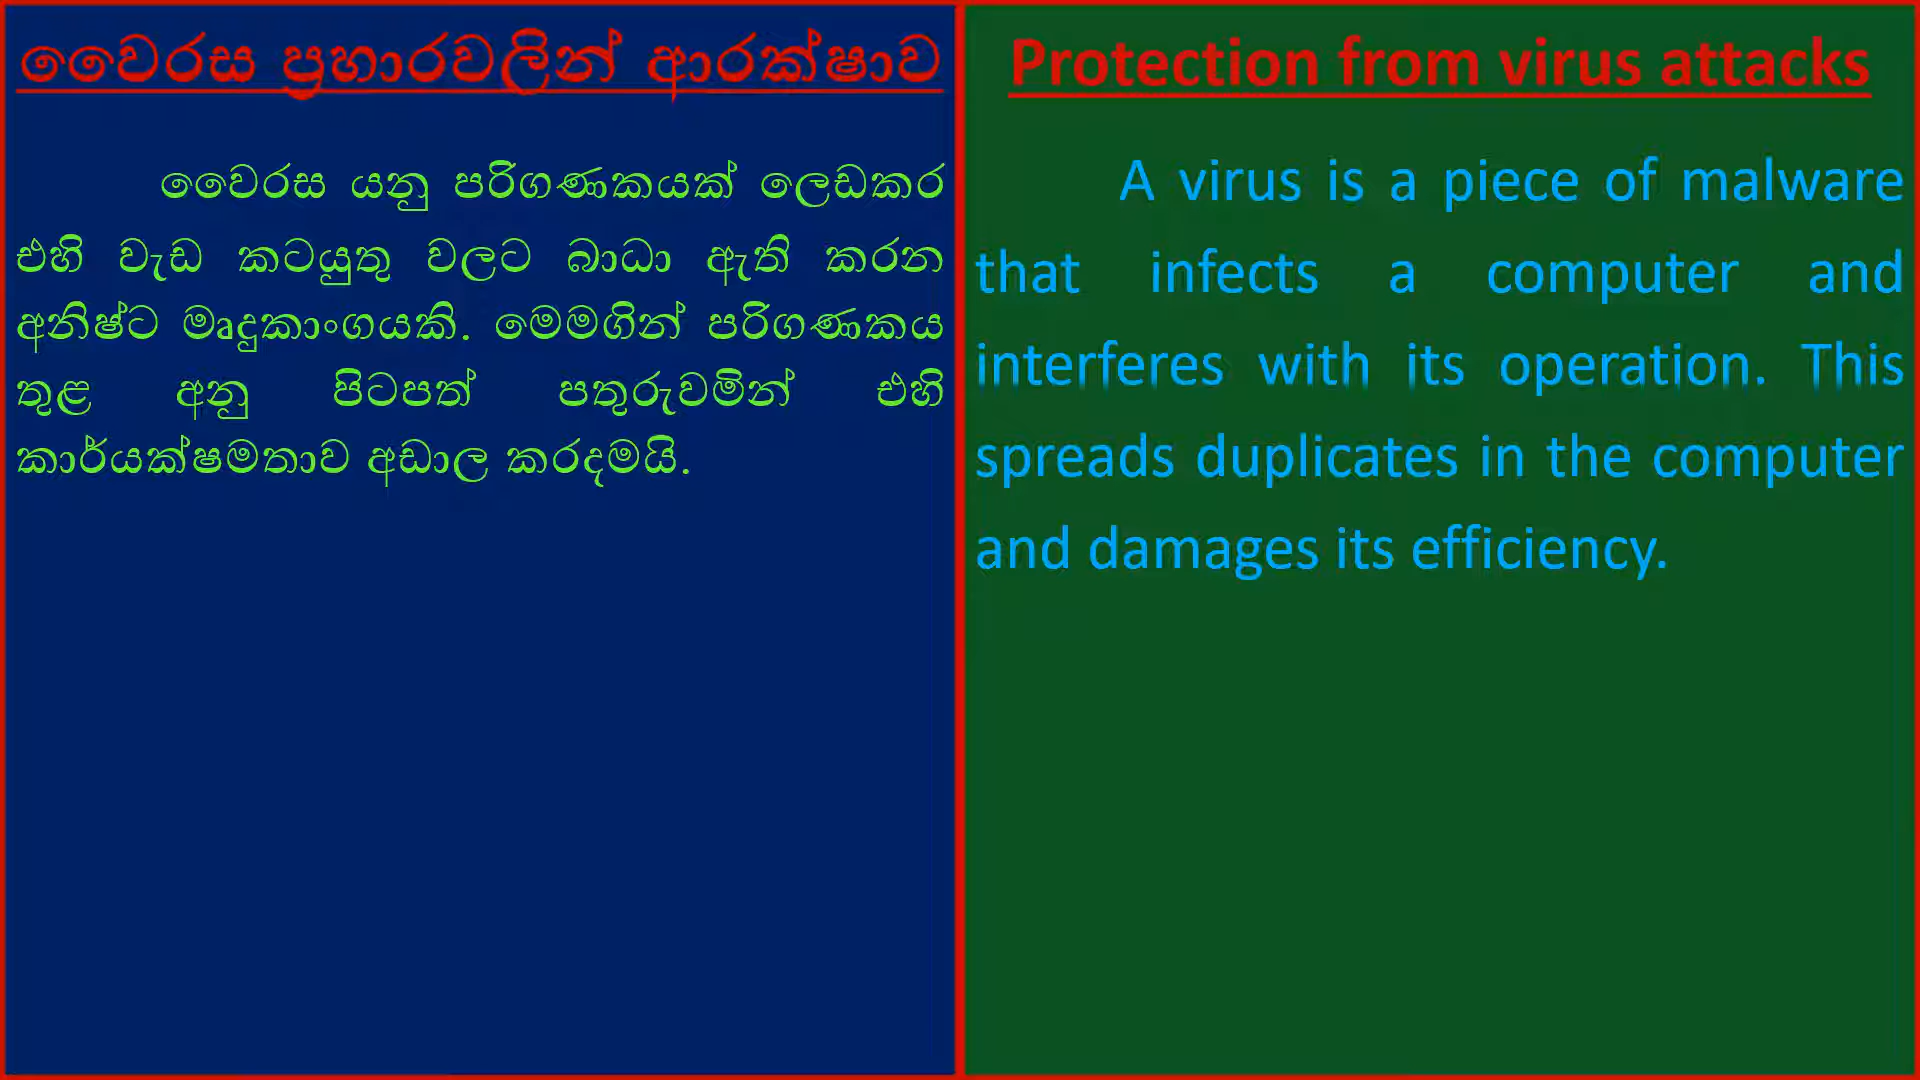 වෛරස ප්‍රහාරවලින් ආරක්ෂාව
වෛරස යනු පරිගණකයක් ලෙඩකර
එහි වැඩ කටයුතු වලට බාධා ඇති කරන
අනිෂ්ට මෘදුකාංගයකි. මෙමගින් පරිගණකය
තුළ අනු පිටපත් පතුරුවමින් එහි
කාර්යක්ෂමතාව අඩාල කරදමයි.
Protection from virus attacks
A virus is a piece of malware
that infects a computer and
interferes with its operation. This
spreads duplicates in the computer
and damages its efficiency.